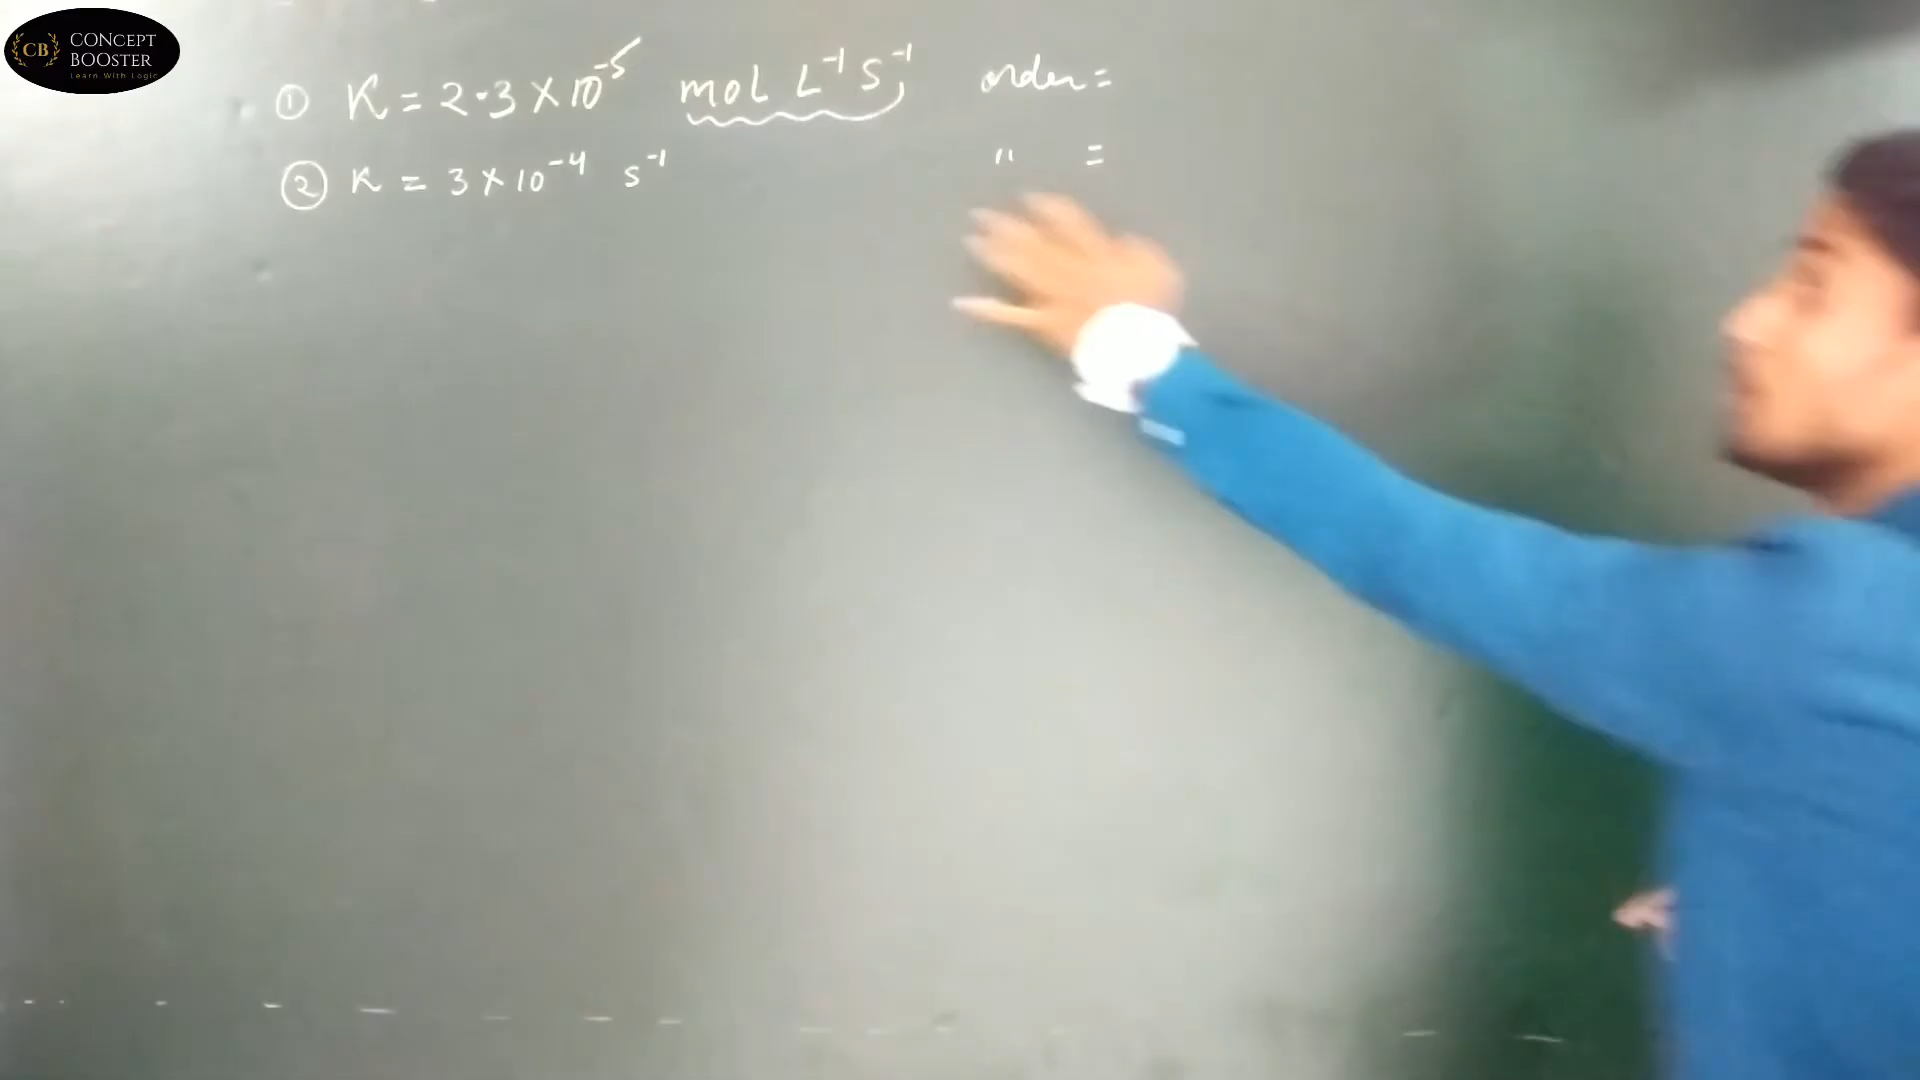 CB CONCEPT
BOOSTER
Learn With Logic
① K = 2.3 × 10⁻⁵ mol L⁻¹ S⁻¹ order =
② K = 3 × 10⁻⁴ s⁻¹ " =